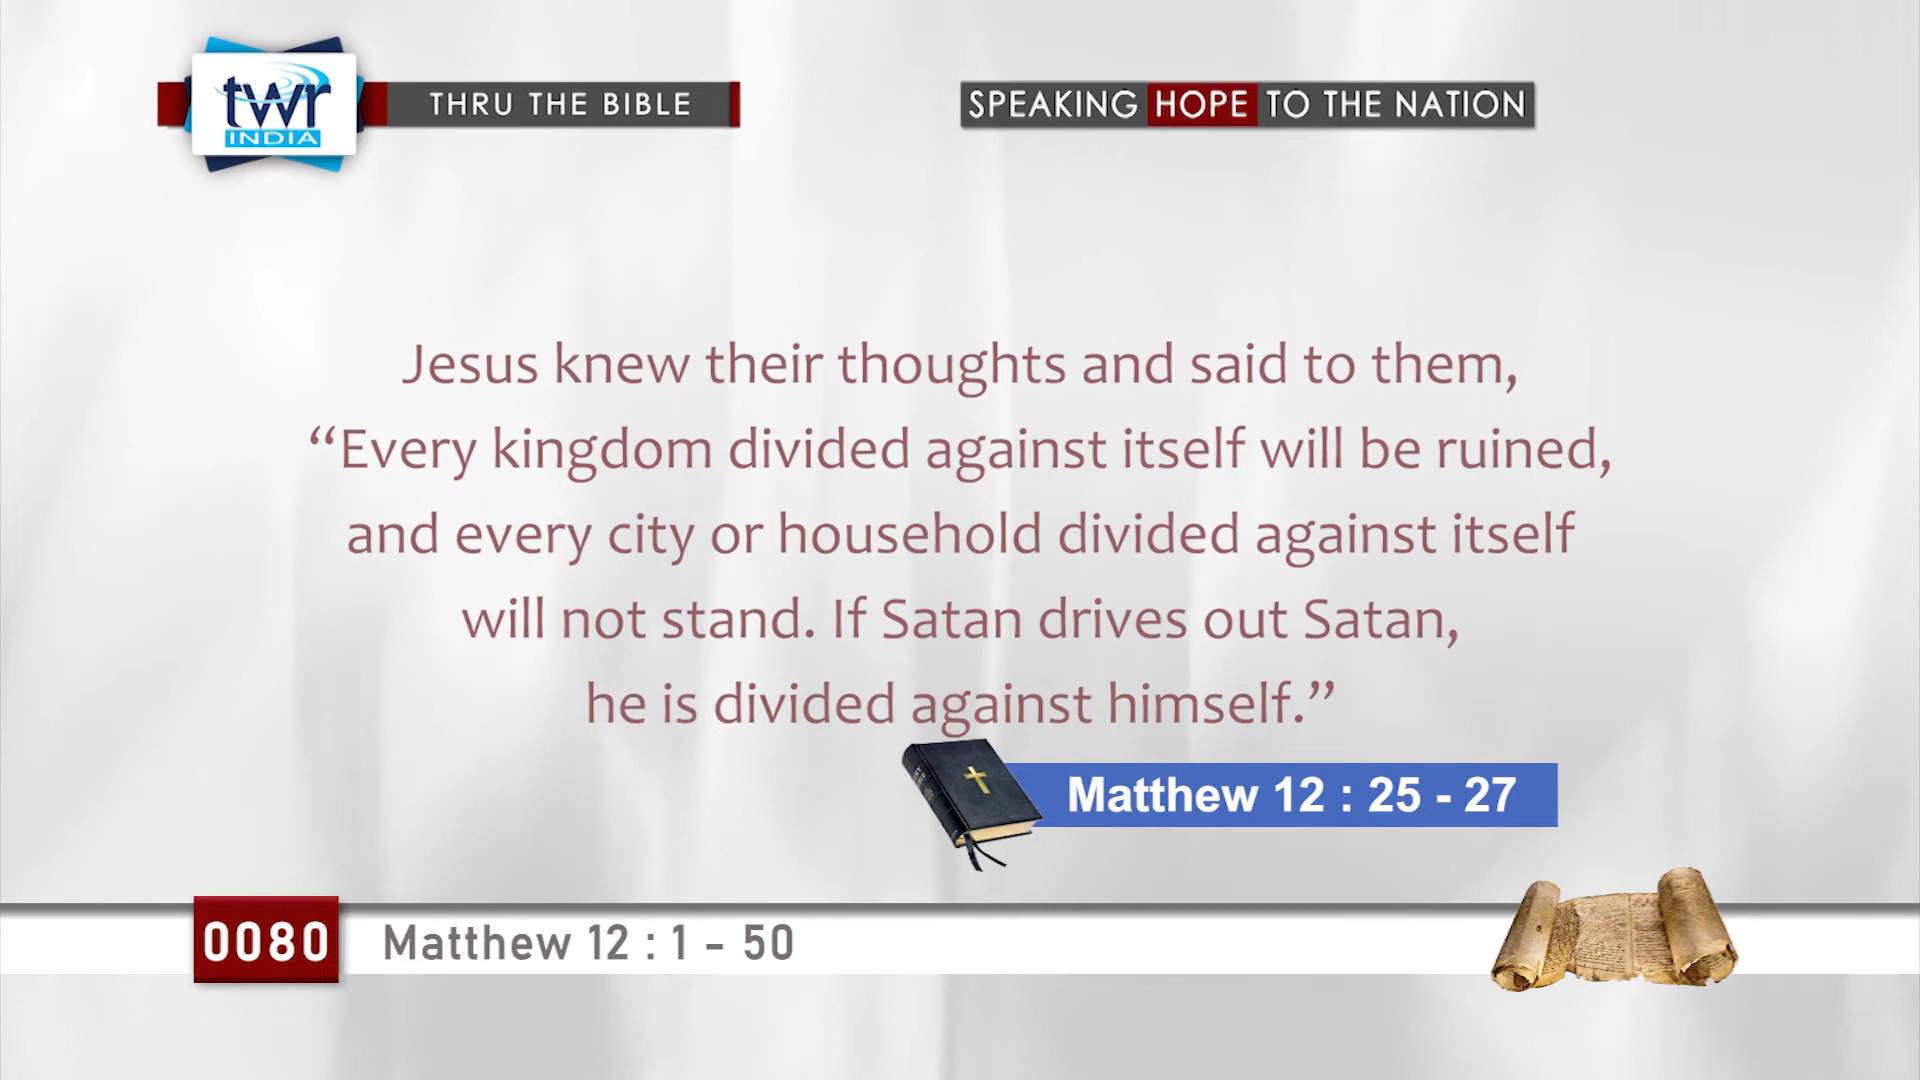 twr
INDIA
THRU THE BIBLE
SPEAKING HOPE TO THE NATION
Jesus knew their thoughts and said to them,
“Every kingdom divided against itself will be ruined,
and every city or household divided against itself
will not stand. If Satan drives out Satan,
he is divided against himself.”
Matthew 12 : 25 - 27
0080
Matthew 12 : 1 - 50